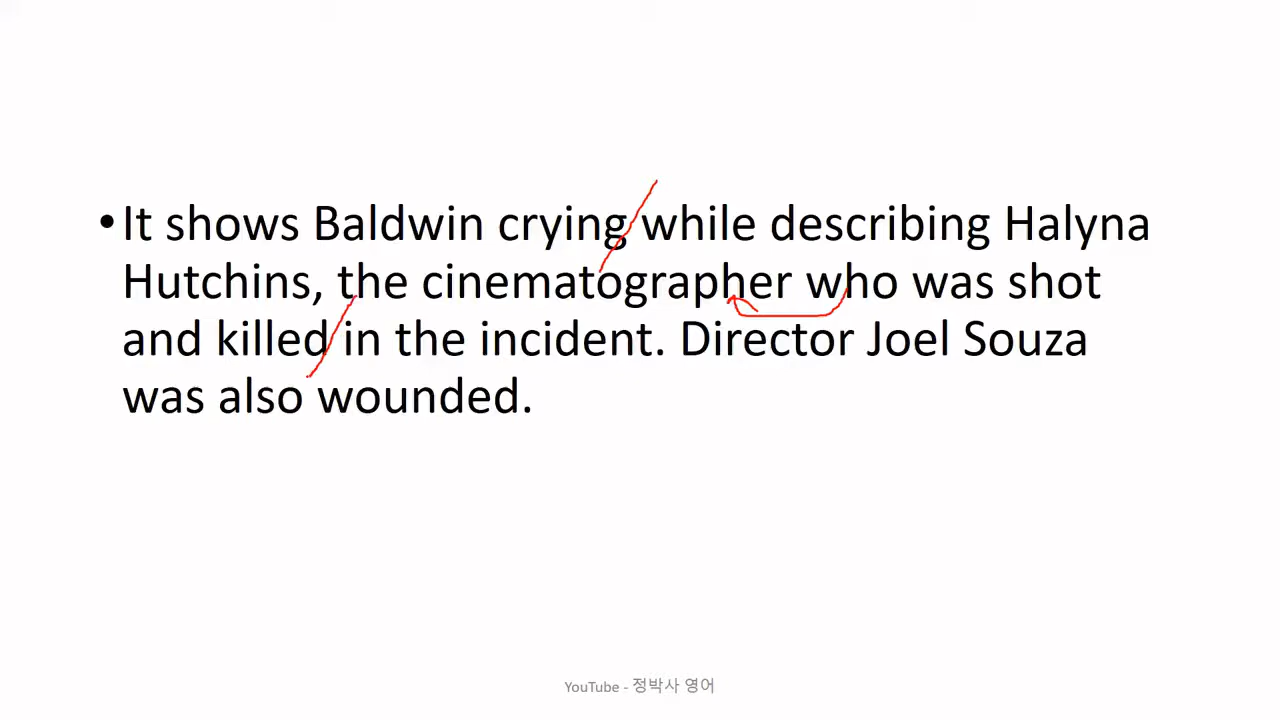 •It shows Baldwin crying while describing Halyna
Hutchins, the cinematographer who was shot
and killed in the incident. Director Joel Souza
was also wounded.
YouTube - 정박사 영어